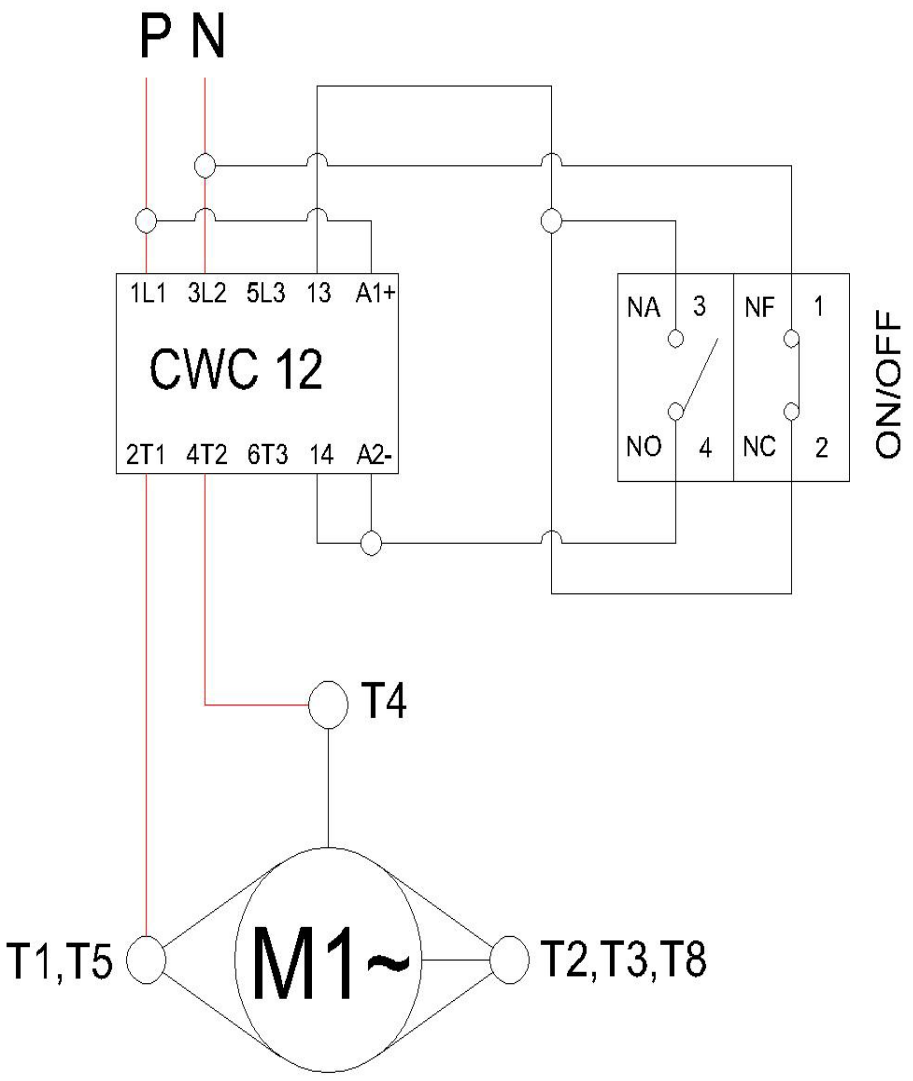 P N
1L1 3L2 5L3 13 A1+
CWC 12
2T1 4T2 6T3 14 A2-
NA 3 NF 1
NO 4 NC 2
ON/OFF
T4
M1~
T1,T5
T2,T3,T8